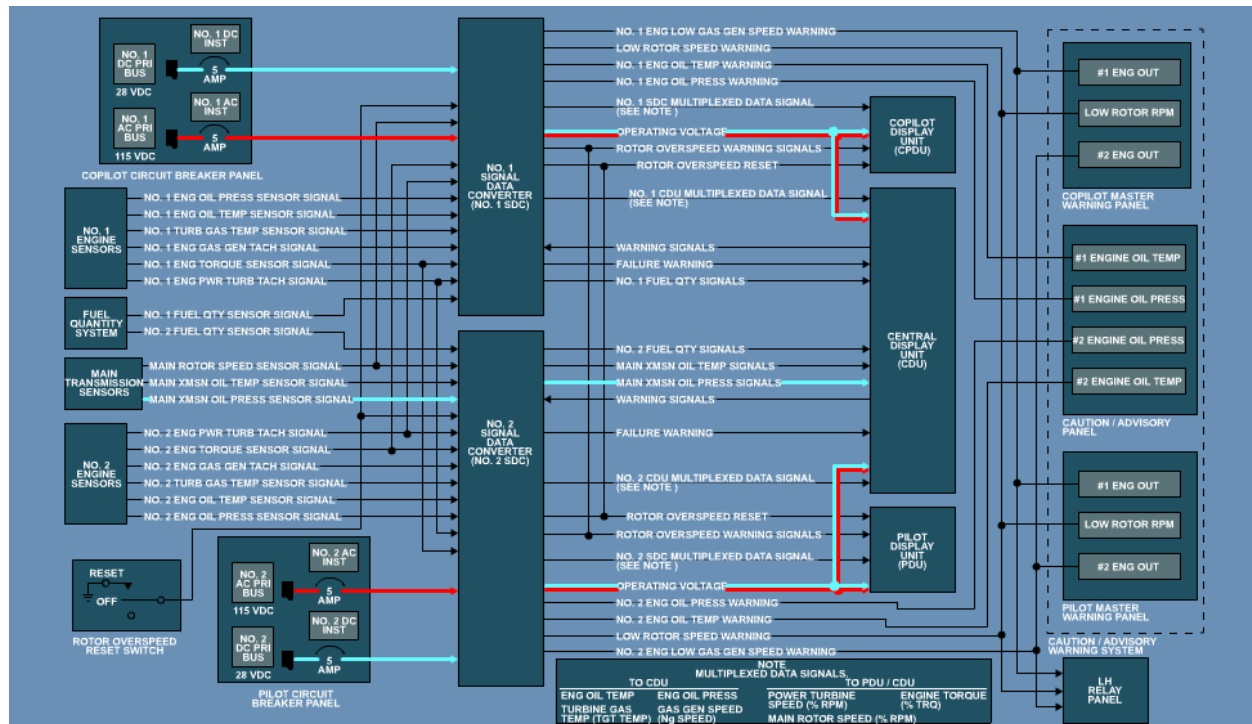 NO. 1 DC
INST
NO. 1
DC PRI
BUS
5
AMP
28 VDC
NO. 1 AC
INST
NO. 1
AC PRI
BUS
5
AMP
115 VDC
COPILOT CIRCUIT BREAKER PANEL
NO. 1
ENGINE
SENSORS
NO. 1 ENG OIL PRESS SENSOR SIGNAL
NO. 1 ENG OIL TEMP SENSOR SIGNAL
NO. 1 TURB GAS TEMP SENSOR SIGNAL
NO. 1 ENG GAS GEN TACH SIGNAL
NO. 1 ENG TORQUE SENSOR SIGNAL
NO. 1 ENG PWR TURB TACH SIGNAL
FUEL
QUANTITY
SYSTEM
NO. 1 FUEL QTY SENSOR SIGNAL
NO. 2 FUEL QTY SENSOR SIGNAL
MAIN
TRANSMISSION
SENSORS
MAIN ROTOR SPEED SENSOR SIGNAL
MAIN XMSN OIL TEMP SENSOR SIGNAL
MAIN XMSN OIL PRESS SENSOR SIGNAL
NO. 2
ENGINE
SENSORS
NO. 2 ENG PWR TURB TACH SIGNAL
NO. 2 ENG TORQUE SENSOR SIGNAL
NO. 2 ENG GAS GEN TACH SIGNAL
NO. 2 TURB GAS TEMP SENSOR SIGNAL
NO. 2 ENG OIL TEMP SENSOR SIGNAL
NO. 2 ENG OIL PRESS SENSOR SIGNAL
RESET
OFF
ROTOR OVERSPEED
RESET SWITCH
NO. 2 AC
INST
NO. 2
AC PRI
BUS
5
AMP
115 VDC
NO. 2 DC
INST
NO. 2
DC PRI
BUS
5
AMP
28 VDC
PILOT CIRCUIT
BREAKER PANEL
NO. 1
SIGNAL
DATA
CONVERTER
(NO. 1 SDC)
NO. 2
SIGNAL
DATA
CONVERTER
(NO. 2 SDC)
NO. 1 ENG LOW GAS GEN SPEED WARNING
LOW ROTOR SPEED WARNING
NO. 1 ENG OIL TEMP WARNING
NO. 1 ENG OIL PRESS WARNING
NO. 1 SDC MULTIPLEXED DATA SIGNAL
(SEE NOTE )
OPERATING VOLTAGE
ROTOR OVERSPEED WARNING SIGNALS
ROTOR OVERSPEED RESET
NO. 1 CDU MULTIPLEXED DATA SIGNAL
(SEE NOTE)
WARNING SIGNALS
FAILURE WARNING
NO. 1 FUEL QTY SIGNALS
NO. 2 FUEL QTY SIGNALS
MAIN XMSN OIL TEMP SIGNALS
MAIN XMSN OIL PRESS SIGNALS
WARNING SIGNALS
FAILURE WARNING
NO. 2 CDU MULTIPLEXED DATA SIGNAL
(SEE NOTE )
ROTOR OVERSPEED RESET
ROTOR OVERSPEED WARNING SIGNALS
NO. 2 SDC MULTIPLEXED DATA SIGNAL
(SEE NOTE )
OPERATING VOLTAGE
NO. 2 ENG OIL PRESS WARNING
NO. 2 ENG OIL TEMP WARNING
LOW ROTOR SPEED WARNING
NO. 2 ENG LOW GAS GEN SPEED WARNING
COPILOT
DISPLAY
UNIT
(CPDU)
CENTRAL
DISPLAY
UNIT
(CDU)
PILOT
DISPLAY
UNIT
(PDU)
#1 ENG OUT
LOW ROTOR RPM
#2 ENG OUT
COPILOT MASTER
WARNING PANEL
#1 ENGINE OIL TEMP
#1 ENGINE OIL PRESS
#2 ENGINE OIL PRESS
#2 ENGINE OIL TEMP
CAUTION / ADVISORY
PANEL
#1 ENG OUT
LOW ROTOR RPM
#2 ENG OUT
PILOT MASTER
WARNING PANEL
CAUTION / ADVISORY
WARNING SYSTEM
LH
RELAY
PANEL
NOTE
MULTIPLEXED DATA SIGNALS,
TO CDU
TO PDU / CDU
ENG OIL TEMP
ENG OIL PRESS
POWER TURBINE
SPEED (% RPM)
ENGINE TORQUE
(% TRQ)
TURBINE GAS
TEMP (TGT TEMP)
GAS GEN SPEED
(Ng SPEED)
MAIN ROTOR SPEED (% RPM)